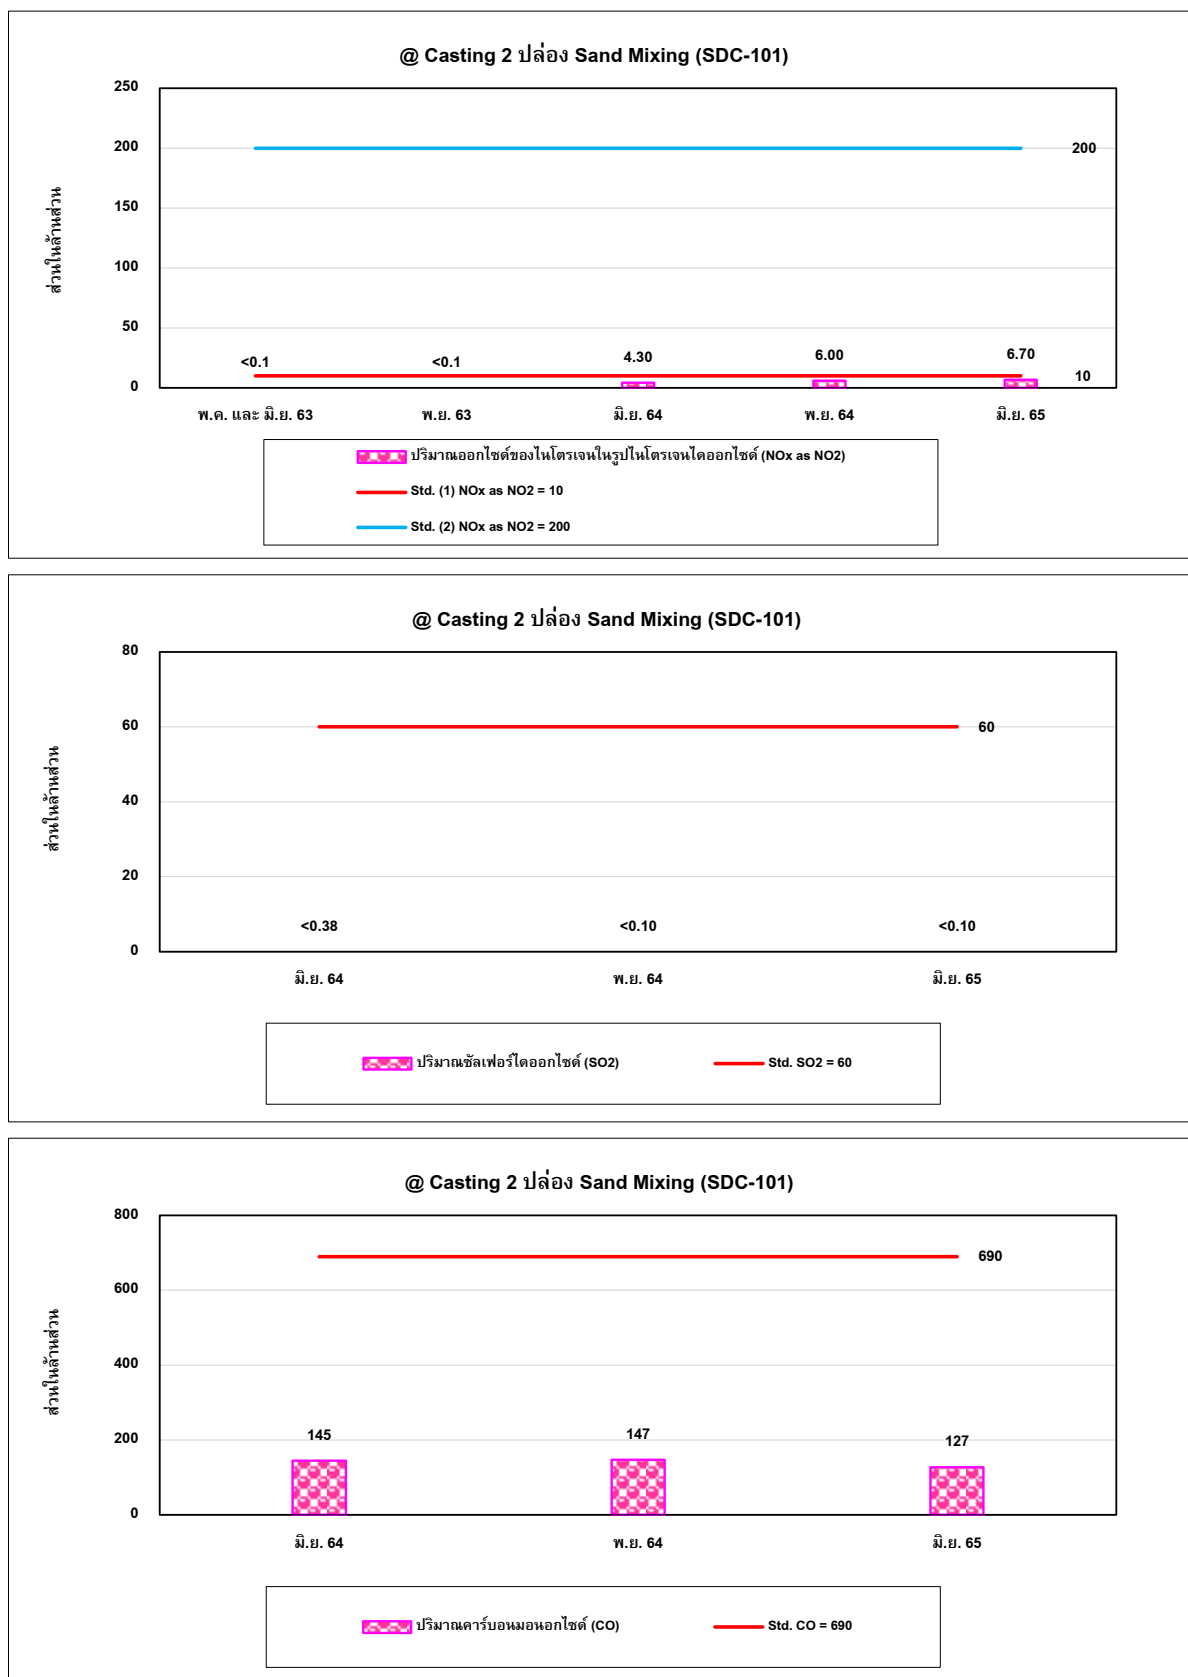 @ Casting 2 ปล่อง Sand Mixing (SDC-101)
250
200
150
100
50
0
ส่วนในล้านส่วน
200
10
<0.1
<0.1
4.30
6.00
6.70
พ.ค. และ มิ.ย. 63
พ.ย. 63
มิ.ย. 64
พ.ย. 64
มิ.ย. 65
ปริมาณออกไซด์ของไนโตรเจนในรูปไนโตรเจนไดออกไซด์ (NOx as NO2)
Std. (1) NOx as NO2 = 10
Std. (2) NOx as NO2 = 200
@ Casting 2 ปล่อง Sand Mixing (SDC-101)
80
60
40
20
0
ส่วนในล้านส่วน
60
<0.38
<0.10
<0.10
มิ.ย. 64
พ.ย. 64
มิ.ย. 65
ปริมาณซัลเฟอร์ไดออกไซด์ (SO2)
Std. SO2 = 60
@ Casting 2 ปล่อง Sand Mixing (SDC-101)
800
600
400
200
0
ส่วนในล้านส่วน
690
145
147
127
มิ.ย. 64
พ.ย. 64
มิ.ย. 65
ปริมาณคาร์บอนมอนอกไซด์ (CO)
Std. CO = 690